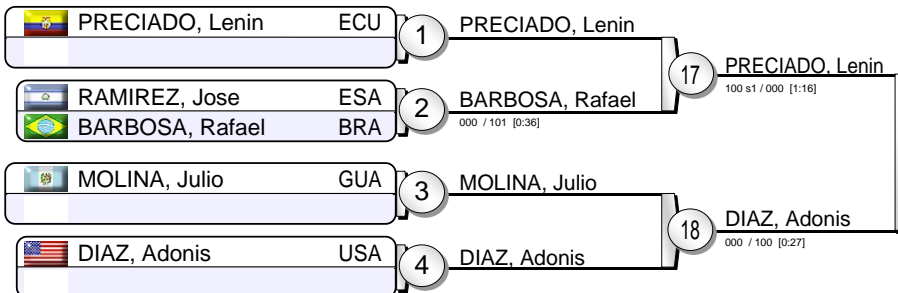 PRECIADO, Lenin ECU
1
PRECIADO, Lenin
17
PRECIADO, Lenin
100 s1 / 000 [1:16]
RAMIREZ, Jose ESA
BARBOSA, Rafael BRA
2
BARBOSA, Rafael
000 / 101 [0:36]
MOLINA, Julio GUA
3
MOLINA, Julio
18
DIAZ, Adonis
000 / 100 [0:27]
DIAZ, Adonis USA
4
DIAZ, Adonis